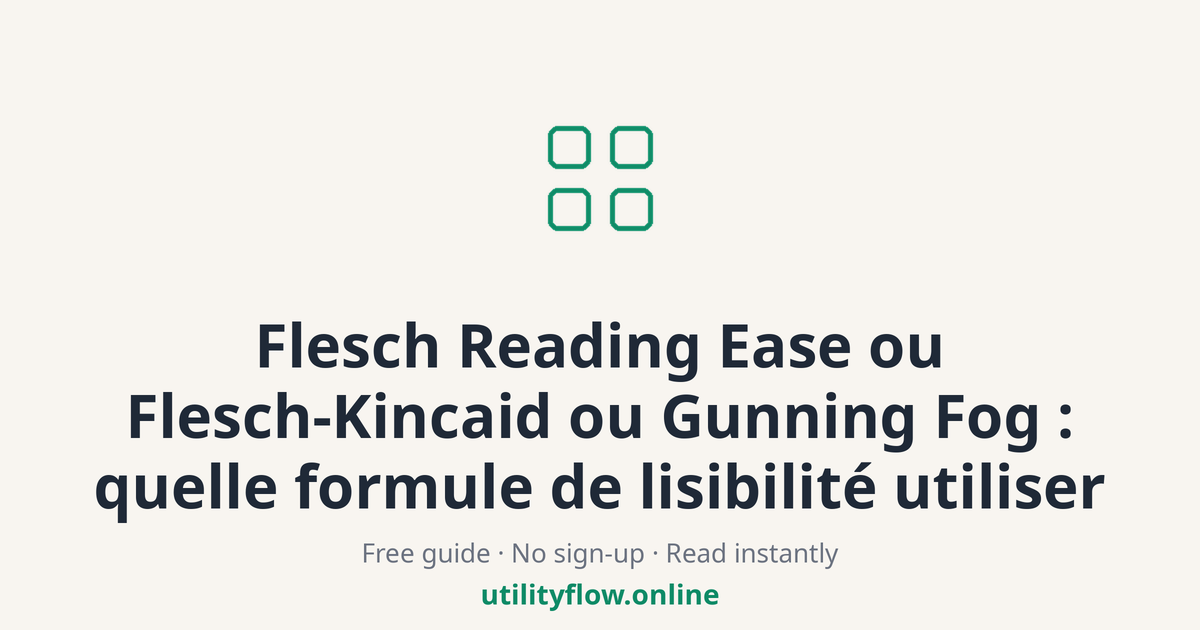 Flesch Reading Ease ou
Flesch-Kincaid ou Gunning Fog :
quelle formule de lisibilité utiliser
Free guide · No sign-up · Read instantly
utilityflow.online